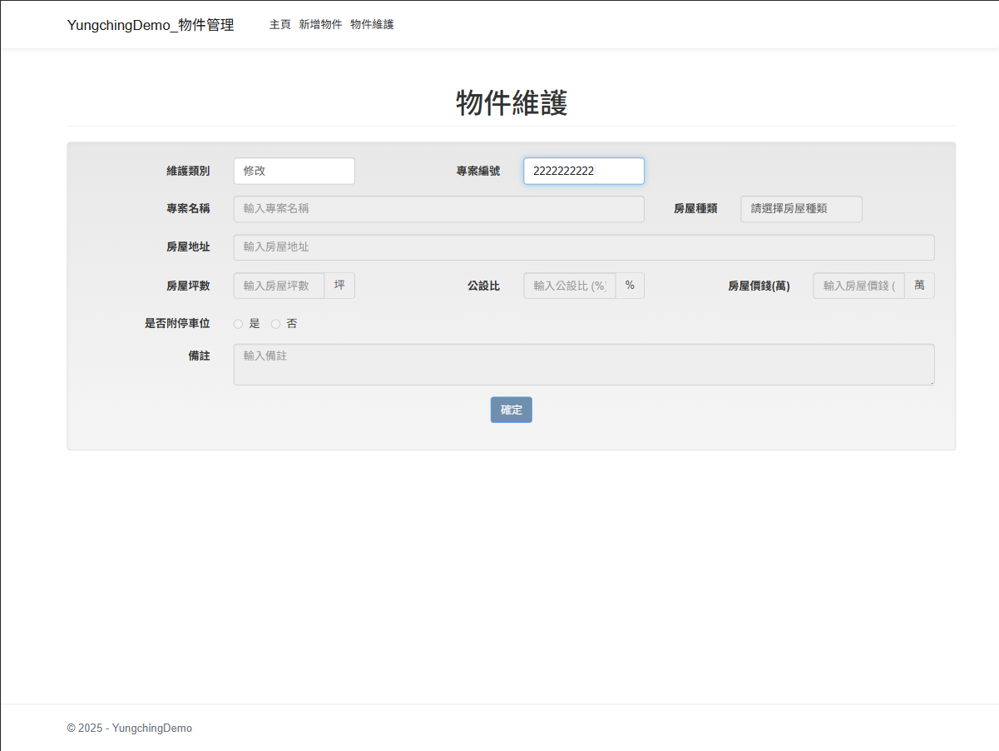 YungchingDemo_物件管理 主頁 新增物件 物件維護
物件維護
維護類別 修改 專案編號 2222222222
專案名稱 輸入專案名稱 房屋種類 請選擇房屋種類
房屋地址 輸入房屋地址
房屋坪數 輸入房屋坪數 坪 公設比 輸入公設比 (%) % 房屋價錢(萬) 輸入房屋價錢 ( 萬
是否附停車位 是 否
備註 輸入備註
確定
© 2025 - YungchingDemo